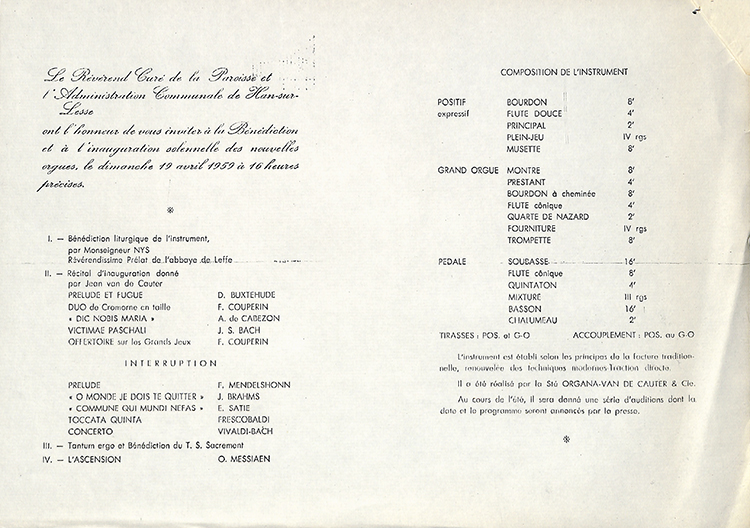 Le Révérend Curé de la Paroisse et
l'Administration Communale de Han-sur-
Lesse
ont l'honneur de vous inviter à la Bénédiction
et à l'inauguration solennelle des nouvelles
orgues, le dimanche 19 avril 1959 à 16 heures
précises.
*
I. — Bénédiction liturgique de l'instrument,
par Monseigneur NYS
Révérendissime Prélat de l'abbaye de Leffe
II. — Récital d'inauguration donné
par Jean van de Cauter
PRELUDE ET FUGUE D. BUXTEHUDE
DUO de Cromorne en taille F. COUPERIN
« DIC NOBIS MARIA » A. de CABEZON
VICTIMAE PASCHALI J. S. BACH
OFFERTOIRE sur les Grands Jeux F. COUPERIN
INTERRUPTION
PRELUDE F. MENDELSHONN
« O MONDE JE DOIS TE QUITTER » J. BRAHMS
« COMMUNE QUI MUNDI NEFAS » E. SATIE
TOCCATA QUINTA FRESCOBALDI
CONCERTO VIVALDI-BACH
III. — Tantum ergo et Bénédiction du T. S. Sacrement
IV. — L'ASCENSION O. MESSIAEN
COMPOSITION DE L'INSTRUMENT
POSITIF BOURDON 8'
expressif FLUTE DOUCE 4'
PRINCIPAL 2'
PLEIN-JEU IV rgs
MUSETTE 8'
GRAND ORGUE MONTRE 8'
PRESTANT 4'
BOURDON à cheminée 8'
FLUTE cônique 4'
QUARTE DE NAZARD 2'
FOURNITURE IV rgs
TROMPETTE 8'
PEDALE SOUBASSE 16'
FLUTE cônique 8'
QUINTATON 4'
MIXTURE III rgs
BASSON 16'
CHALUMEAU 2'
TIRASSES : POS. et G-O ACCOUPLEMENT : POS. au G-O
L'instrument est établi selon les principes de la facture tradition-
nelle, renouvelée des techniques modernes-Traction directe.
Il a été réalisé par la Sté ORGANA-VAN DE CAUTER & Cie.
Au cours de l'été, il sera donné une série d'auditions dont la
date et le programme seront annoncés par la presse.
*